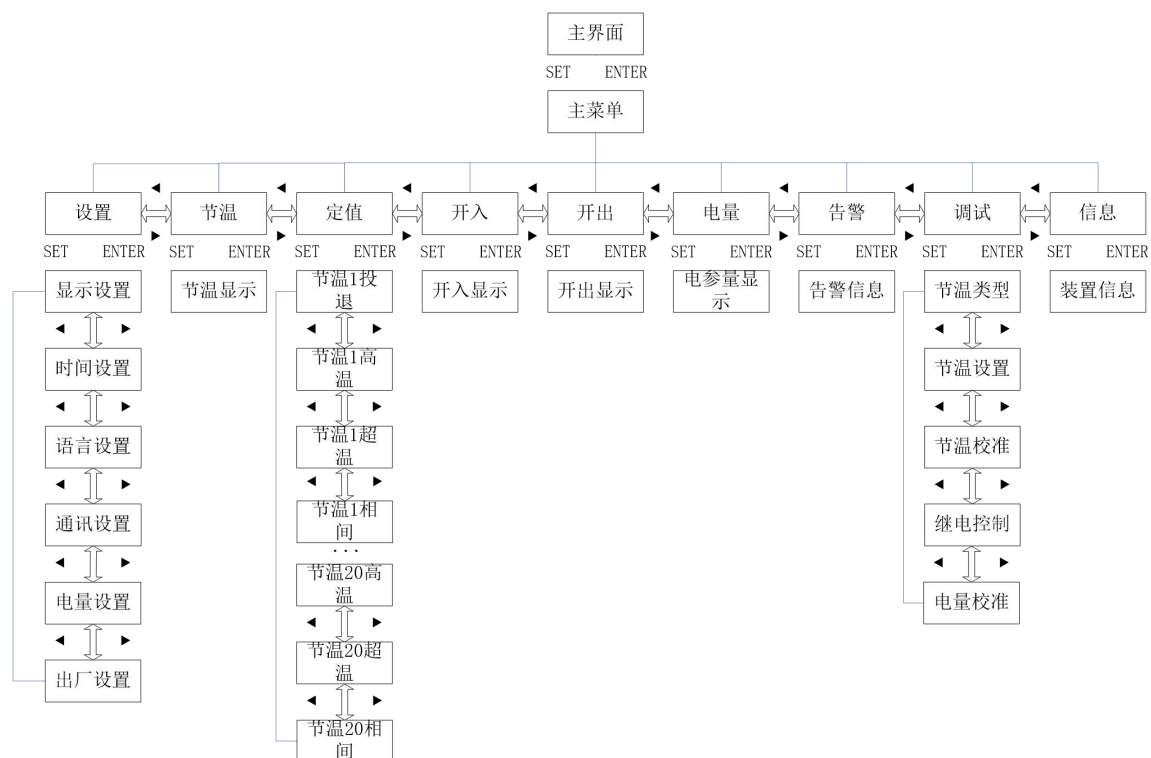 主界面
SET ENTER
主菜单
设置 节温 定值 开入 开出 电量 告警 调试 信息
SET ENTER SET ENTER SET ENTER SET ENTER SET ENTER SET ENTER SET ENTER SET ENTER SET ENTER
显示设置
时间设置
语言设置
通讯设置
电量设置
出厂设置
节温显示
节温1投
退
节温1高
温
节温1超
温
节温1相
间
...
节温20高
温
节温20超
温
节温20相
间
开入显示
开出显示
电参量显
示
告警信息
节温类型
节温设置
节温校准
继电控制
电量校准
装置信息